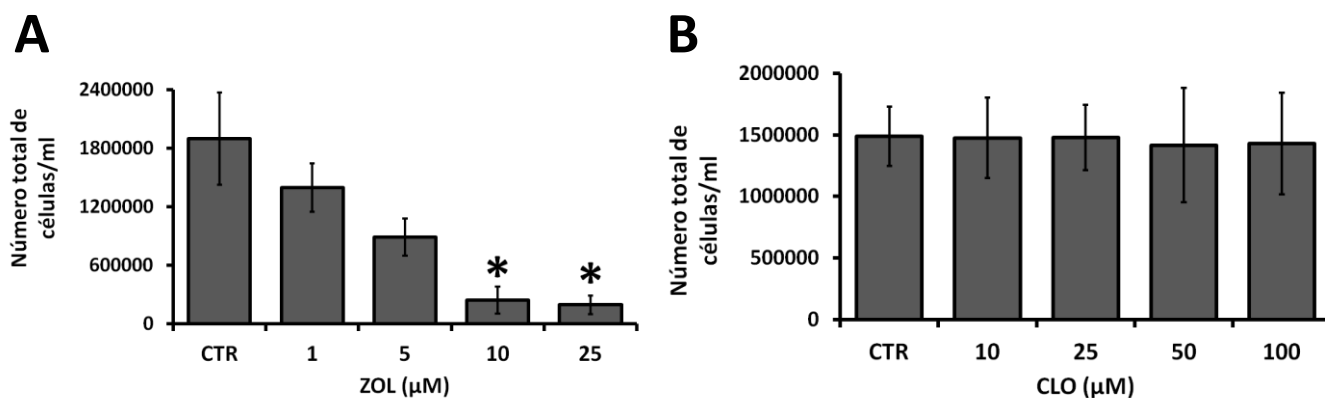 A
Número total de
células/ml
2400000
1800000
1200000
600000
0
*
*
CTR 1 5 10 25
ZOL (µM)
B
Número total de
células/ml
2000000
1500000
1000000
500000
0
CTR 10 25 50 100
CLO (µM)